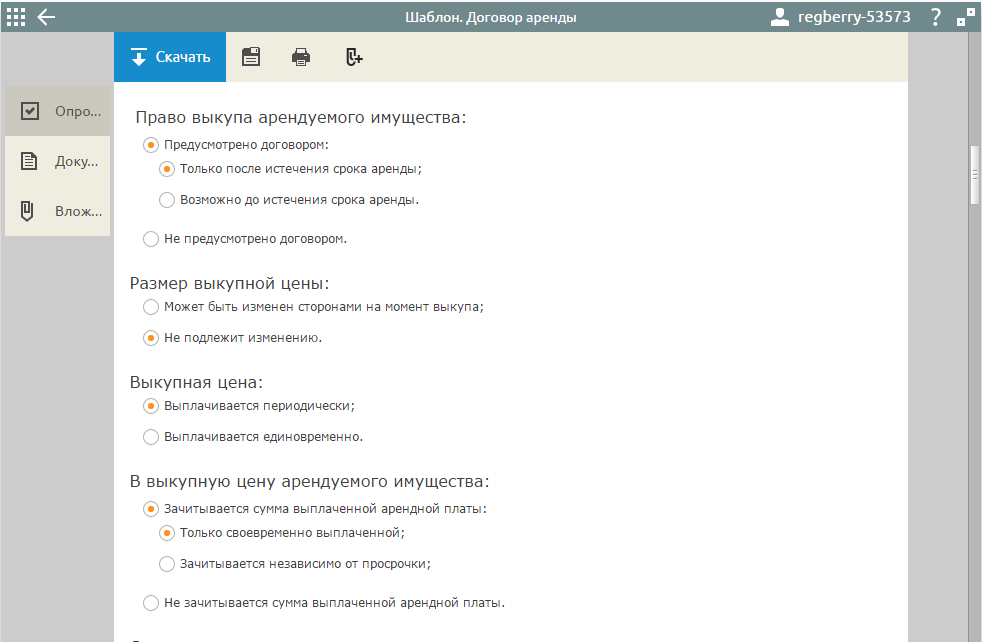 Шаблон. Договор аренды
regberry-53573 ?
Скачать
Опро...
Доку...
Влож...
Право выкупа арендуемого имущества:
Предусмотрено договором:
Только после истечения срока аренды;
Возможно до истечения срока аренды.
Не предусмотрено договором.
Размер выкупной цены:
Может быть изменен сторонами на момент выкупа;
Не подлежит изменению.
Выкупная цена:
Выплачивается периодически;
Выплачивается единовременно.
В выкупную цену арендуемого имущества:
Зачитывается сумма выплаченной арендной платы:
Только своевременно выплаченной;
Зачитывается независимо от просрочки;
Не зачитывается сумма выплаченной арендной платы.